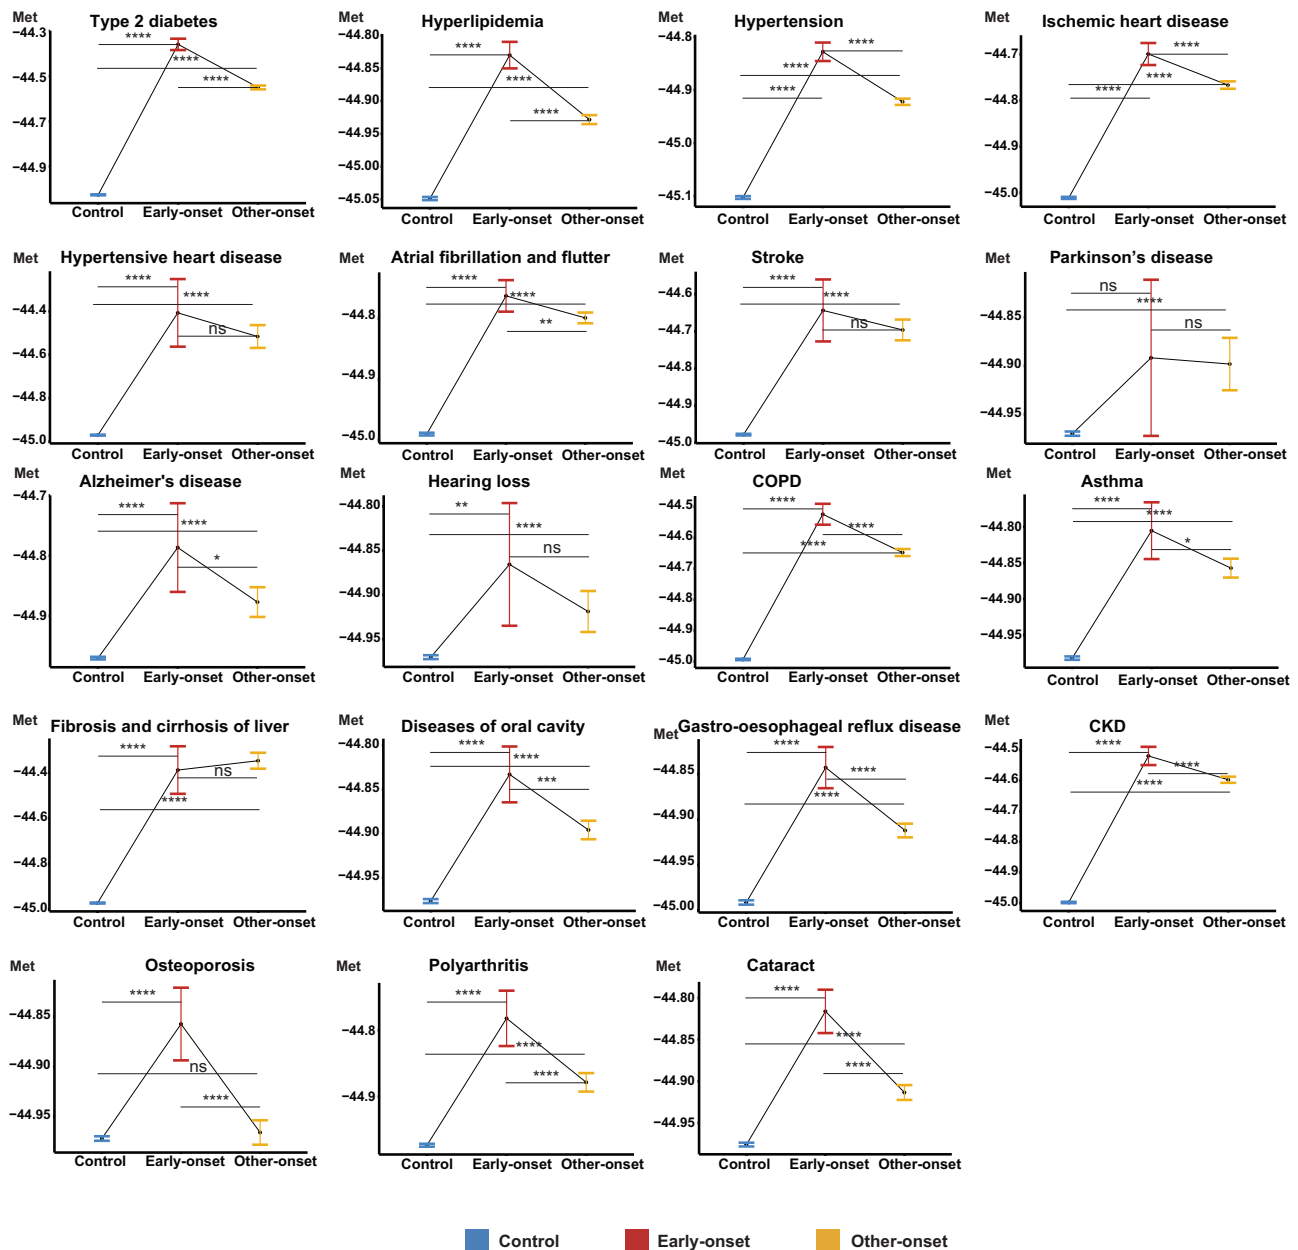 Met Type 2 diabetes
−44.3
−44.5
−44.7
−44.9
****
****
****
Control Early-onset Other-onset
Met Hyperlipidemia
−44.80
−44.85
−44.90
−44.95
−45.00
−45.05
****
****
****
Control Early-onset Other-onset
Met Hypertension
−44.8
−44.9
−45.0
−45.1
****
****
****
Control Early-onset Other-onset
Met Ischemic heart disease
−44.7
−44.8
−44.9
−45.0
****
****
****
Control Early-onset Other-onset
Met Hypertensive heart disease
−44.4
−44.6
−44.8
−45.0
****
****
ns
Control Early-onset Other-onset
Met Atrial fibrillation and flutter
−44.8
−44.9
−45.0
****
****
**
Control Early-onset Other-onset
Met Stroke
−44.6
−44.7
−44.8
−44.9
−45.0
****
****
ns
Control Early-onset Other-onset
Met Parkinson's disease
−44.85
−44.90
−44.95
ns
****
ns
Control Early-onset Other-onset
Met Alzheimer's disease
−44.7
−44.8
−44.9
****
****
*
Control Early-onset Other-onset
Met Hearing loss
−44.80
−44.85
−44.90
−44.95
**
****
ns
Control Early-onset Other-onset
Met COPD
−44.5
−44.6
−44.7
−44.8
−44.9
−45.0
****
****
****
Control Early-onset Other-onset
Met Asthma
−44.80
−44.85
−44.90
−44.95
****
****
*
Control Early-onset Other-onset
Met Fibrosis and cirrhosis of liver
−44.4
−44.6
−44.8
−45.0
****
ns
****
Control Early-onset Other-onset
Met Diseases of oral cavity
−44.80
−44.85
−44.90
−44.95
****
****
***
Control Early-onset Other-onset
Met Gastro-oesophageal reflux disease
−44.85
−44.90
−44.95
−45.00
****
****
****
Control Early-onset Other-onset
Met CKD
−44.5
−44.6
−44.7
−44.8
−44.9
−45.0
****
****
****
Control Early-onset Other-onset
Met Osteoporosis
−44.85
−44.90
−44.95
****
ns
****
Control Early-onset Other-onset
Met Polyarthritis
−44.8
−44.9
****
****
****
Control Early-onset Other-onset
Met Cataract
−44.80
−44.85
−44.90
−44.95
****
****
****
Control Early-onset Other-onset
Control Early-onset Other-onset